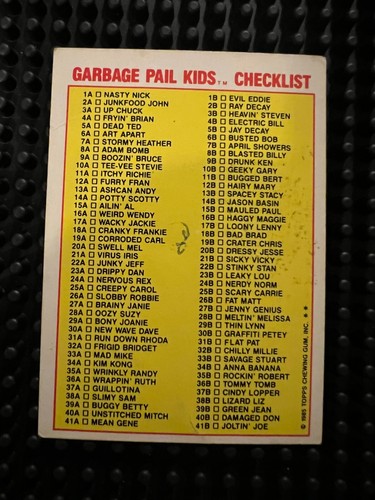 GARBAGE PAIL KIDS™ CHECKLIST
1A □ NASTY NICK
2A □ JUNKFOOD JOHN
3A □ UP CHUCK
4A □ FRYIN' BRIAN
5A □ DEAD TED
6A □ ART APART
7A □ STORMY HEATHER
8A □ ADAM BOMB
9A □ BOOZIN' BRUCE
10A □ TEE-VEE STEVIE
11A □ ITCHY RICHIE
12A □ FURRY FRAN
13A □ ASHCAN ANDY
14A □ POTTY SCOTTY
15A □ AILIN' AL
16A □ WEIRD WENDY
17A □ WACKY JACKIE
18A □ CRANKY FRANKIE
19A □ CORRODED CARL
20A □ SWELL MEL
21A □ VIRUS IRIS
22A □ JUNKY JEFF
23A □ DRIPPY DAN
24A □ NERVOUS REX
25A □ CREEPY CAROL
26A □ SLOBBY ROBBIE
27A □ BRAINY JANIE
28A □ OOZY SUZY
29A □ BONY JOANIE
30A □ NEW WAVE DAVE
31A □ RUN DOWN RHODA
32A □ FRIGID BRIDGET
33A □ MAD MIKE
34A □ KIM KONG
35A □ WRINKLY RANDY
36A □ WRAPPIN' RUTH
37A □ GUILLOTINA
38A □ SLIMY SAM
39A □ BUGGY BETTY
40A □ UNSTITCHED MITCH
41A □ MEAN GENE
1B □ EVIL EDDIE
2B □ RAY DECAY
3B □ HEAVIN' STEVEN
4B □ ELECTRIC BILL
5B □ JAY DECAY
6B □ BUSTED BOB
7B □ APRIL SHOWERS
8B □ BLASTED BILLY
9B □ DRUNK KEN
10B □ GEEKY GARY
11B □ BUGGED BERT
12B □ HAIRY MARY
13B □ SPACEY STACY
14B □ JASON BASIN
15B □ MAULED PAUL
16B □ HAGGY MAGGIE
17B □ LOONY LENNY
18B □ BAD BRAD
19B □ CRATER CHRIS
20B □ DRESSY JESSE
21B □ SICKY VICKY
22B □ STINKY STAN
23B □ LEAKY LOU
24B □ NERDY NORM
25B □ SCARY CARRIE
26B □ FAT MATT
27B □ JENNY GENIUS
28B □ MELTIN' MELISSA
29B □ THIN LYNN
30B □ GRAFFITI PETEY
31B □ FLAT PAT
32B □ CHILLY MILLIE
33B □ SAVAGE STUART
34B □ ANNA BANANA
35B □ ROCKIN' ROBERT
36B □ TOMMY TOMB
37B □ CINDY LOPPER
38B □ LIZARD LIZ
39B □ GREEN JEAN
40B □ DAMAGED DON
41B □ JOLTIN' JOE
© 1985 TOPPS CHEWING GUM, INC. **